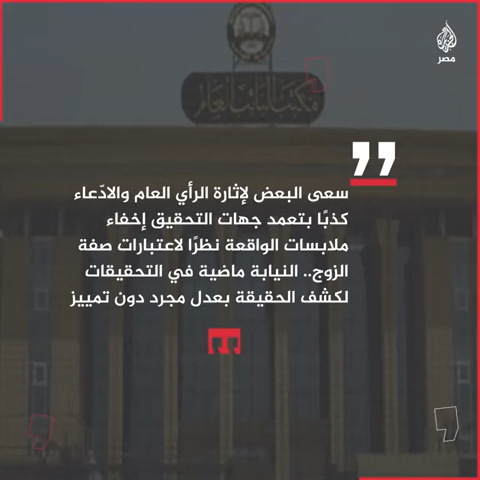 مصر
مكتب النائب العام
سعى البعض لإثارة الرأي العام والادّعاء
كذبًا بتعمد جهات التحقيق إخفاء
ملابسات الواقعة نظرًا لاعتبارات صفة
الزوج.. النيابة ماضية في التحقيقات
لكشف الحقيقة بعدل مجرد دون تمييز